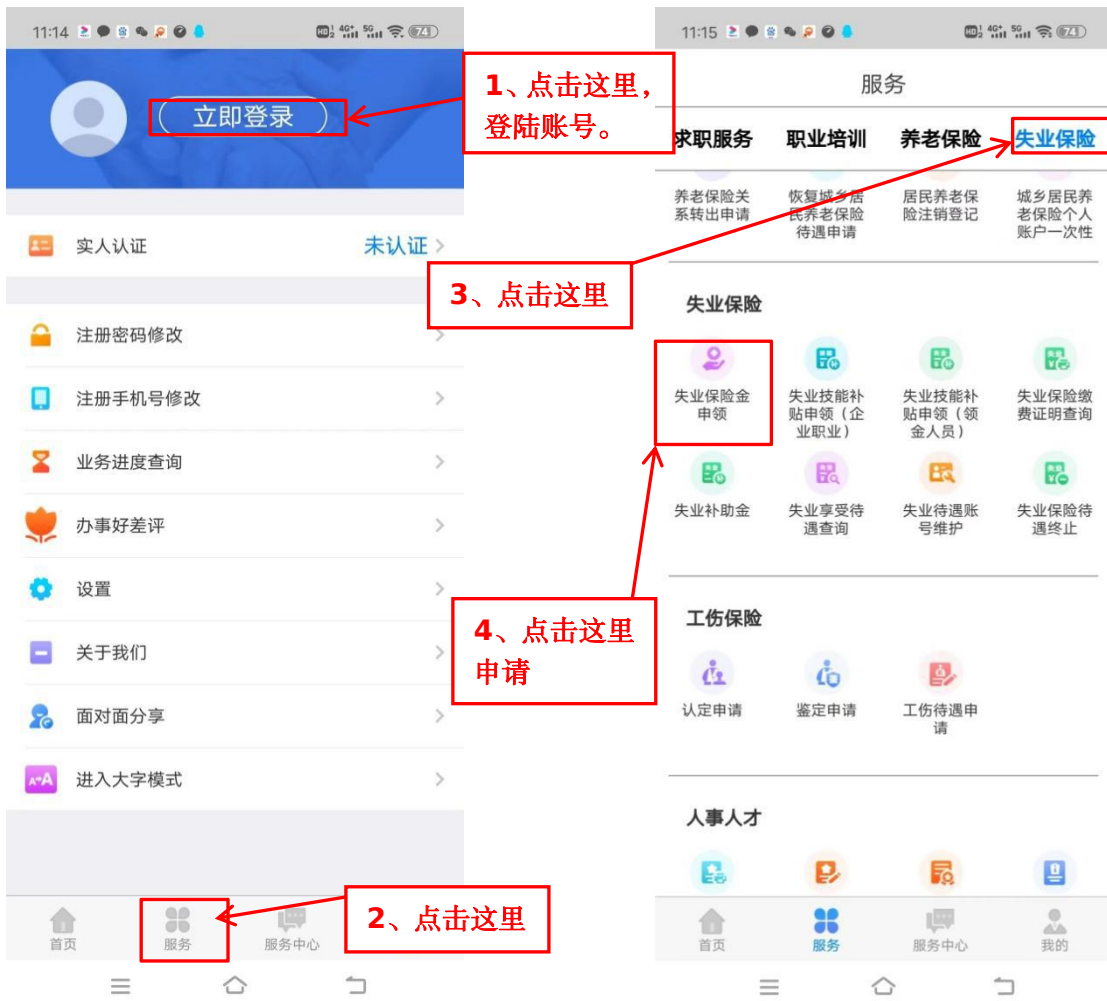 11:14
HD 1 2 4G+ 5G 74
立即登录
1、点击这里，
登陆账号。
实人认证
未认证
注册密码修改
注册手机号修改
业务进度查询
办事好差评
设置
关于我们
面对面分享
A+A 进入大字模式
首页
服务
服务中心
2、点击这里
11:15
HD 1 2 4G+ 5G 74
服务
求职服务 职业培训 养老保险 失业保险
养老保险关 恢复城乡居 居民养老保 城乡居民养
系转出申请 民养老保险 险注销登记 老保险个人
待遇申请 账户一次性
3、点击这里
失业保险
失业保险金 失业技能补 失业技能补 失业保险缴
申领 贴申领（企 贴申领（领 费证明查询
业职业） 金人员）
失业补助金 失业享受待 失业待遇账 失业保险待
遇查询 号维护 遇终止
4、点击这里
申请
工伤保险
认定申请 鉴定申请 工伤待遇申
请
人事人才
首页 服务 服务中心 我的